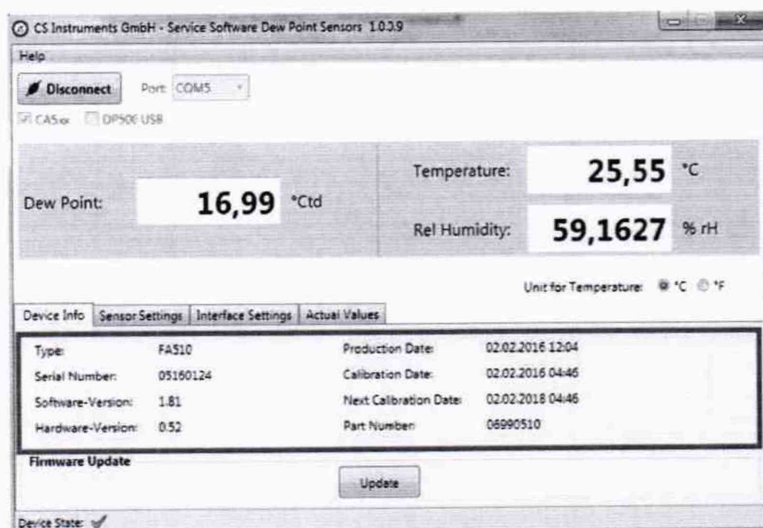 CS Instruments GmbH - Service Software Dew Point Sensors 1.0.0.9
Help
Disconnect Port: COM5
CA5xx DP506 USB
Dew Point: 16,99 °Ctd
Temperature: 25,55 °C
Rel Humidity: 59,1627 % rH
Unit for Temperature: °C °F
Device Info Sensor Settings Interface Settings Actual Values
Type: FA510 Production Date: 02.02.2016 12:04
Serial Number: 05160124 Calibration Date: 02.02.2016 04:46
Software-Version: 1.81 Next Calibration Date: 02.02.2018 04:46
Hardware-Version: 0.52 Part Number: 06990510
Firmware Update
Update
Device State: